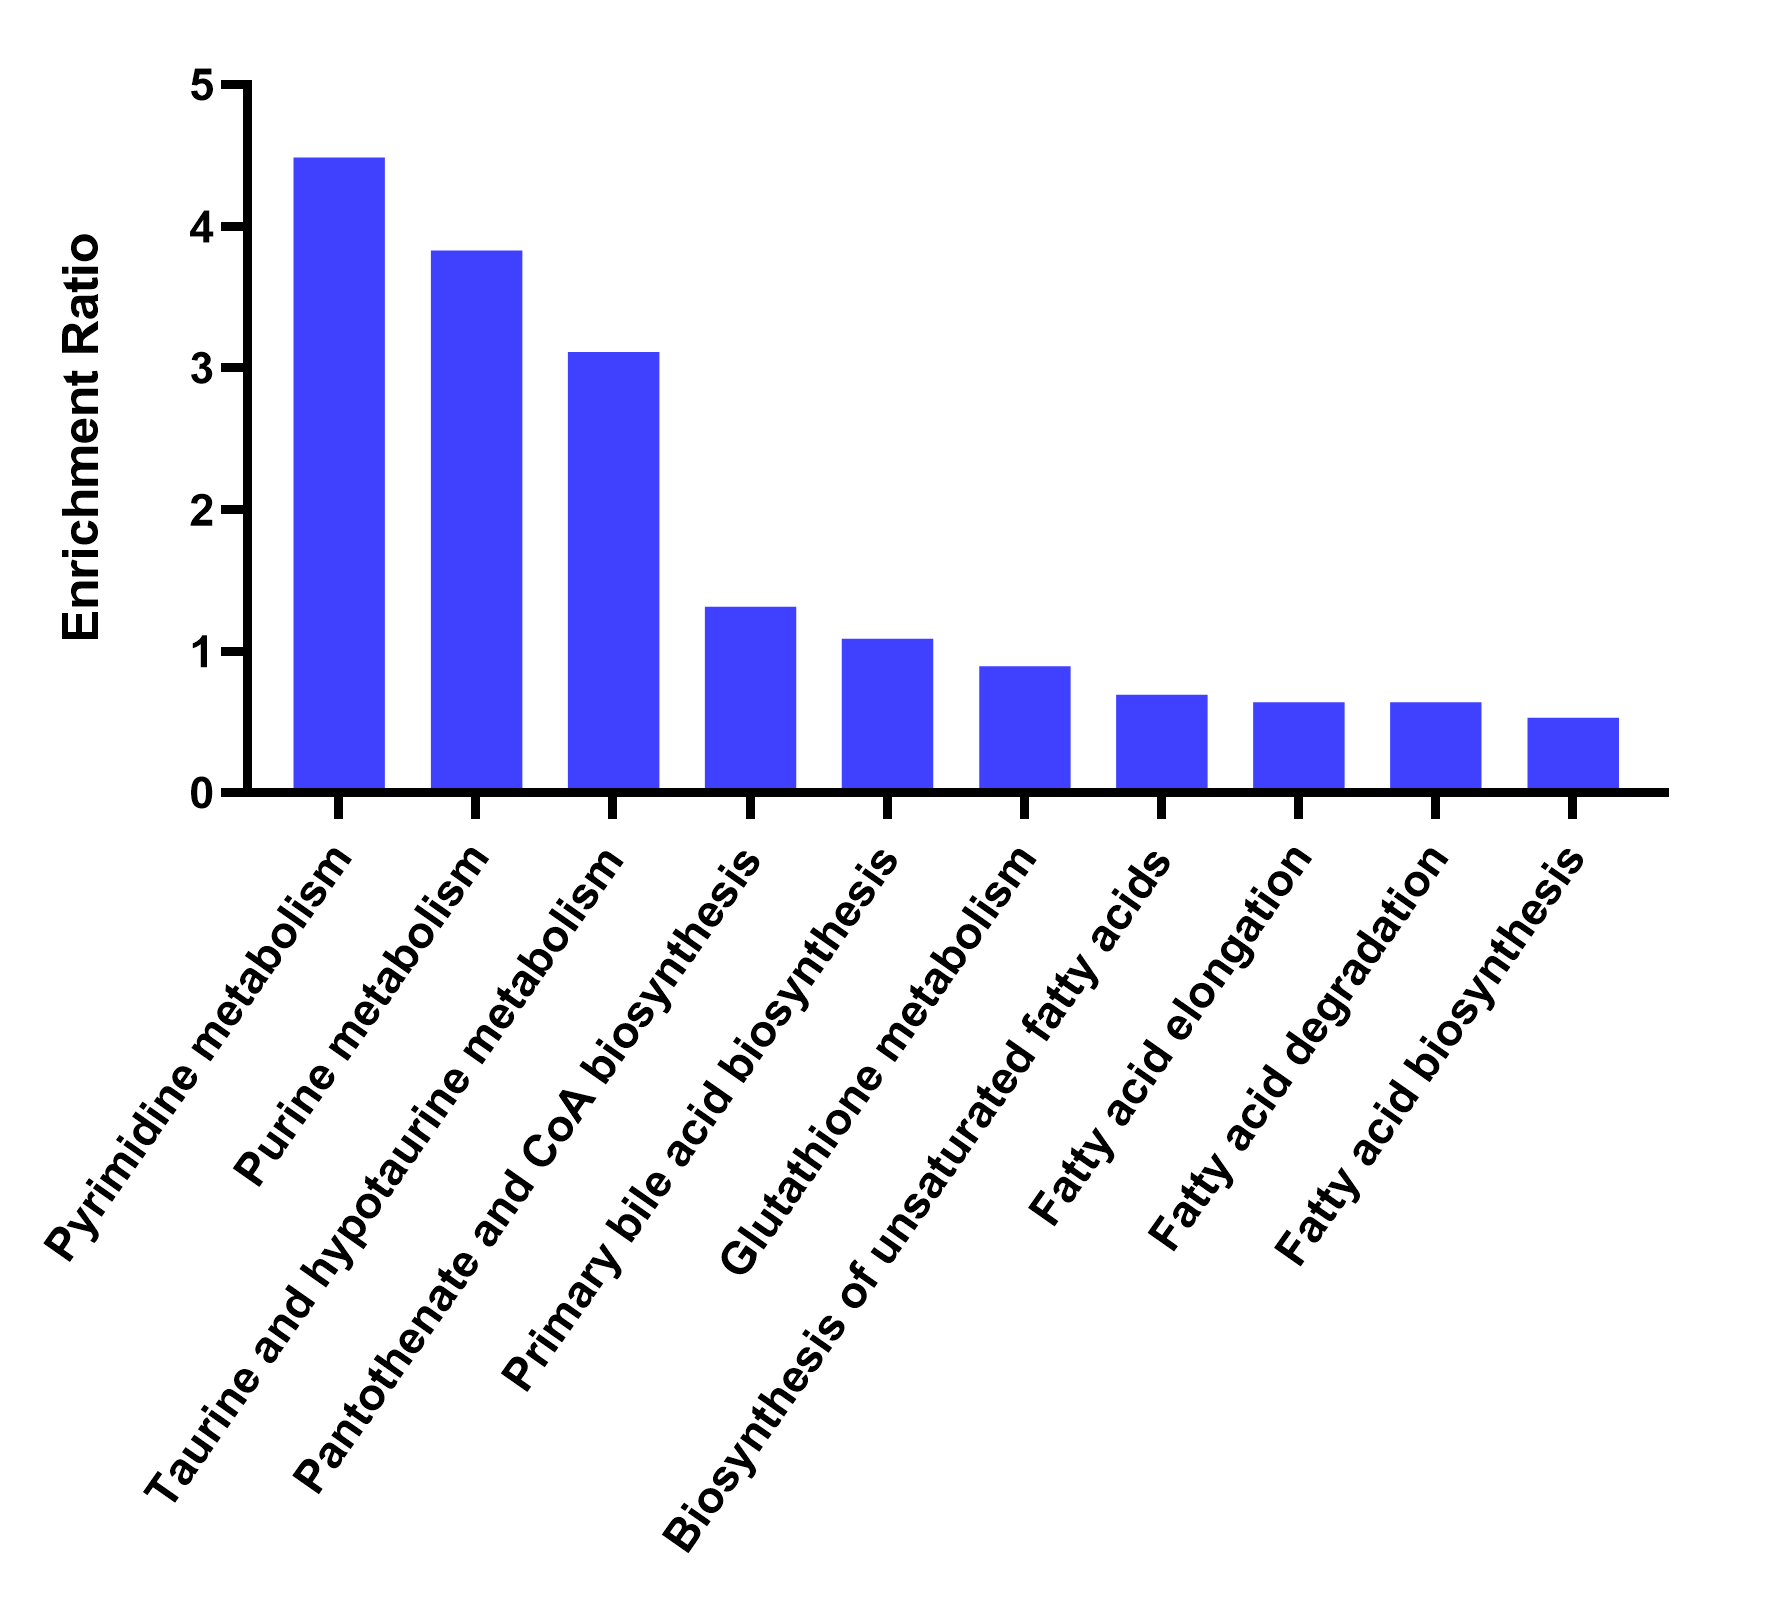 Enrichment Ratio
5
4
3
2
1
0
Pyrimidine metabolism
Purine metabolism
Taurine and hypotaurine metabolism
Pantothenate and CoA biosynthesis
Primary bile acid biosynthesis
Glutathione metabolism
Biosynthesis of unsaturated fatty acids
Fatty acid elongation
Fatty acid degradation
Fatty acid biosynthesis